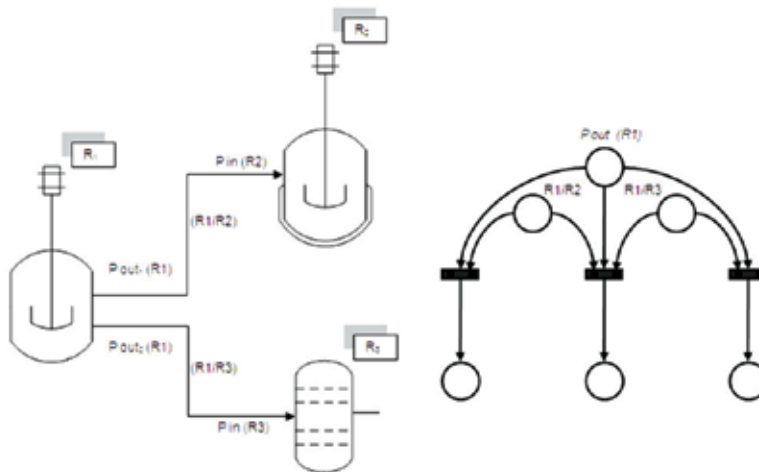 R₂
R₁
Pin (R2)
(R1/R2)
Pout₁ (R1)
Pout₂ (R1)
(R1/R3)
Pin (R3)
R₃
Pout (R1)
R1/R2
R1/R3